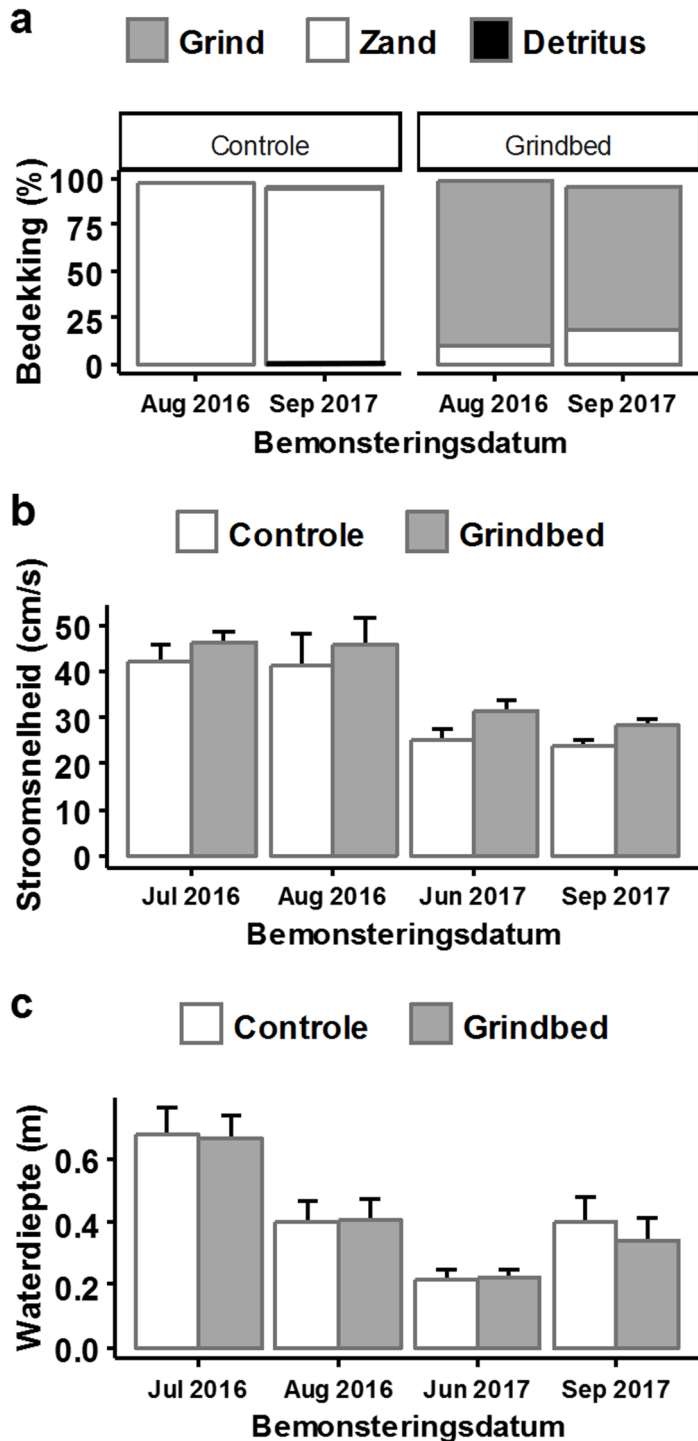 a
Grind Zand Detritus
Controle Grindbed
Bedekking (%)
100
75
50
25
0
Aug 2016 Sep 2017 Aug 2016 Sep 2017
Bemonsteringsdatum
b
Controle Grindbed
Stroomsnelheid (cm/s)
50
40
30
20
10
0
Jul 2016 Aug 2016 Jun 2017 Sep 2017
Bemonsteringsdatum
c
Controle Grindbed
Waterdiepte (m)
0.6
0.4
0.2
0.0
Jul 2016 Aug 2016 Jun 2017 Sep 2017
Bemonsteringsdatum